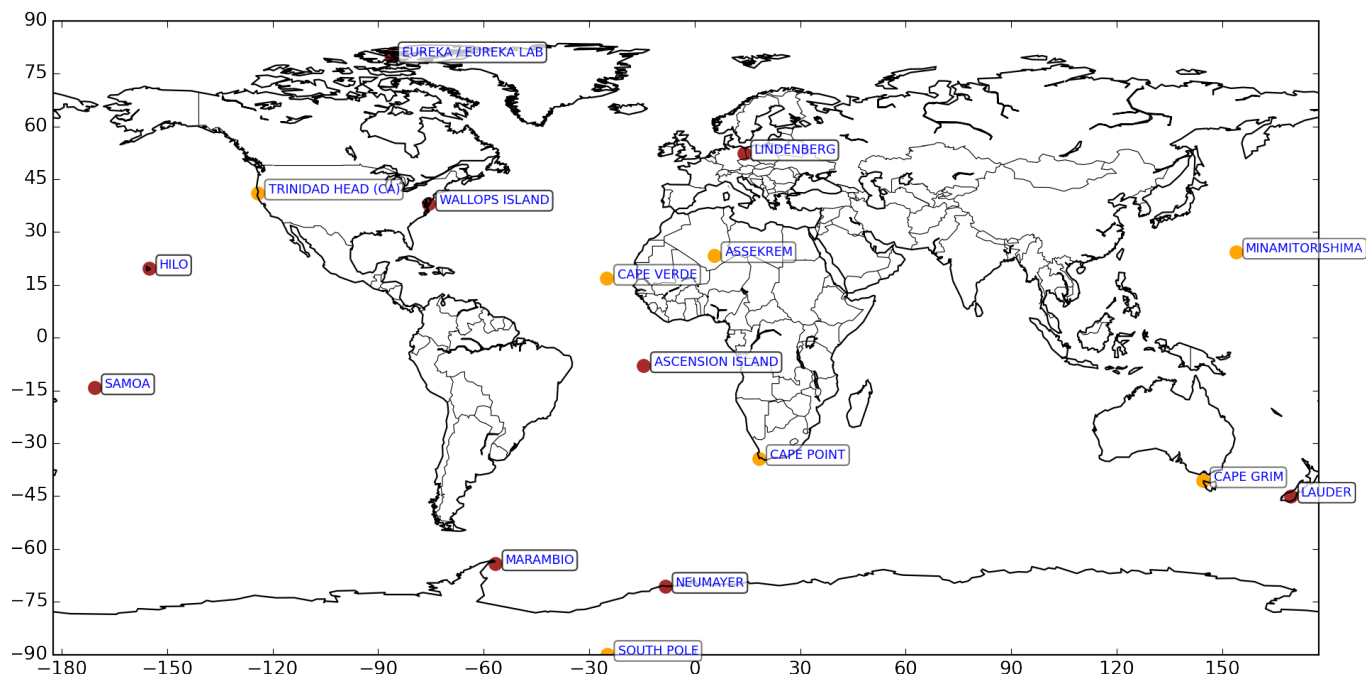 90
75
60
45
30
15
0
−15
−30
−45
−60
−75
−90
EUREKA / EUREKA LAB
LINDENBERG
TRINIDAD HEAD (CA)
WALLOPS ISLAND
MINAMITORISHIMA
ASSEKREM
HILO
CAPE VERDE
ASCENSION ISLAND
SAMOA
CAPE POINT
CAPE GRIM
LAUDER
MARAMBIO
NEUMAYER
SOUTH POLE
−180 −150 −120 −90 −60 −30 0 30 60 90 120 150